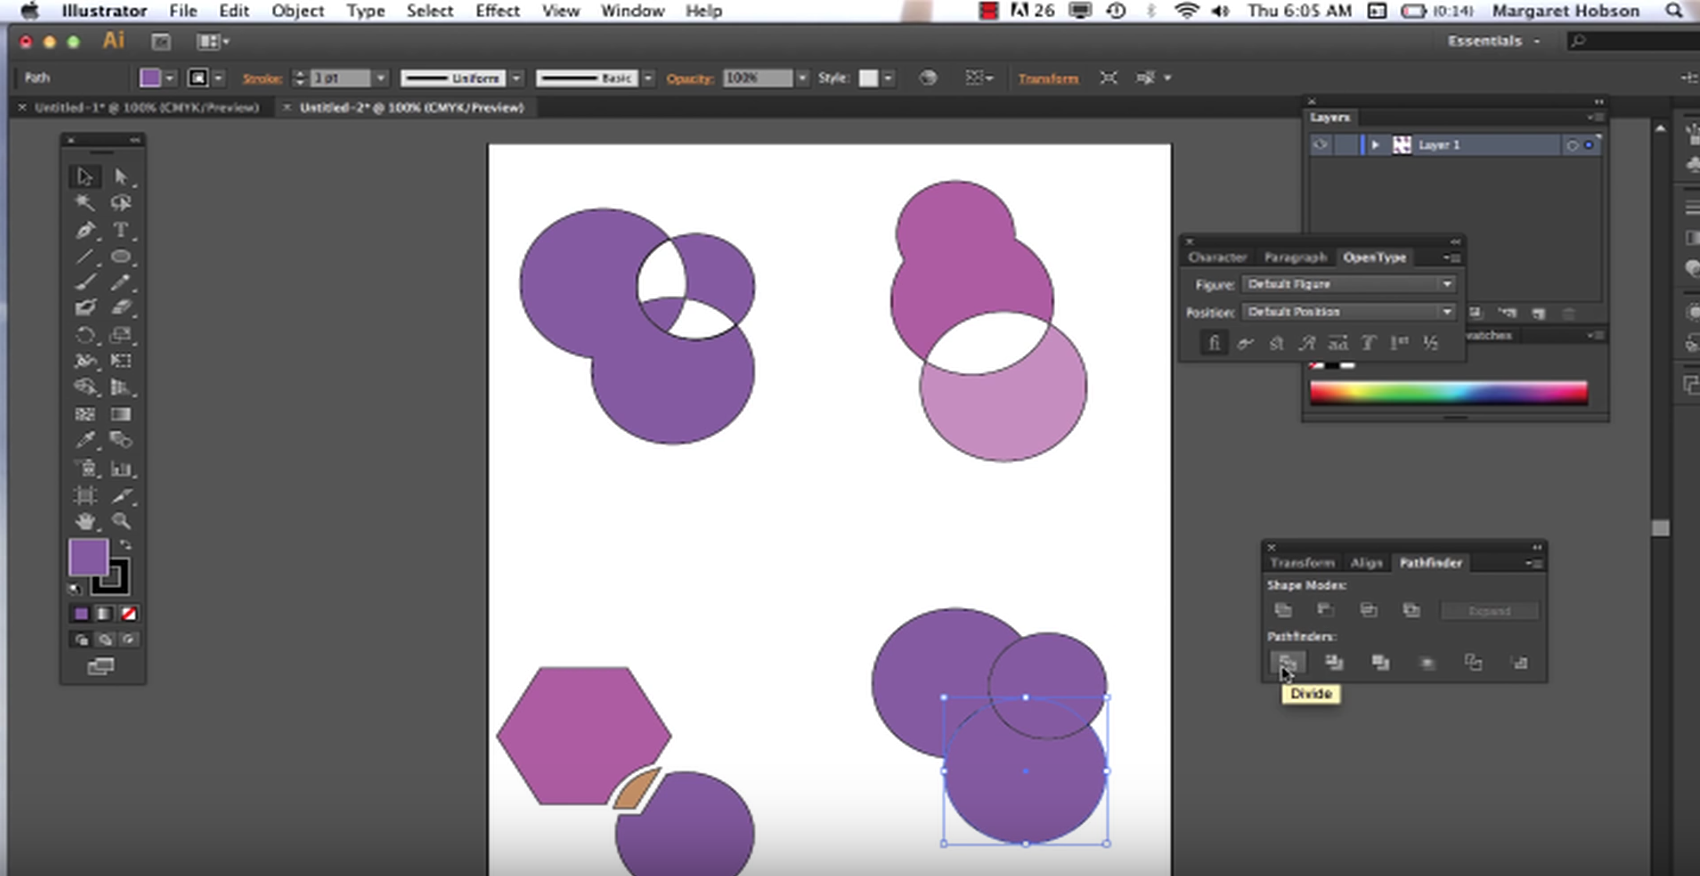 Illustrator File Edit Object Type Select Effect View Window Help 26 Thu 6:05 AM (0:14) Margaret Hobson
Ai Essentials
Path Stroke: 1 pt Uniform Basic Opacity: 100% Style: Transform
Untitled-1* @ 100% (CMYK/Preview) Untitled-2* @ 100% (CMYK/Preview)
Layers
Layer 1
Character Paragraph OpenType
Figure: Default Figure
Position: Default Position
watches
Transform Align Pathfinder
Shape Modes:
Expand
Pathfinders:
Divide